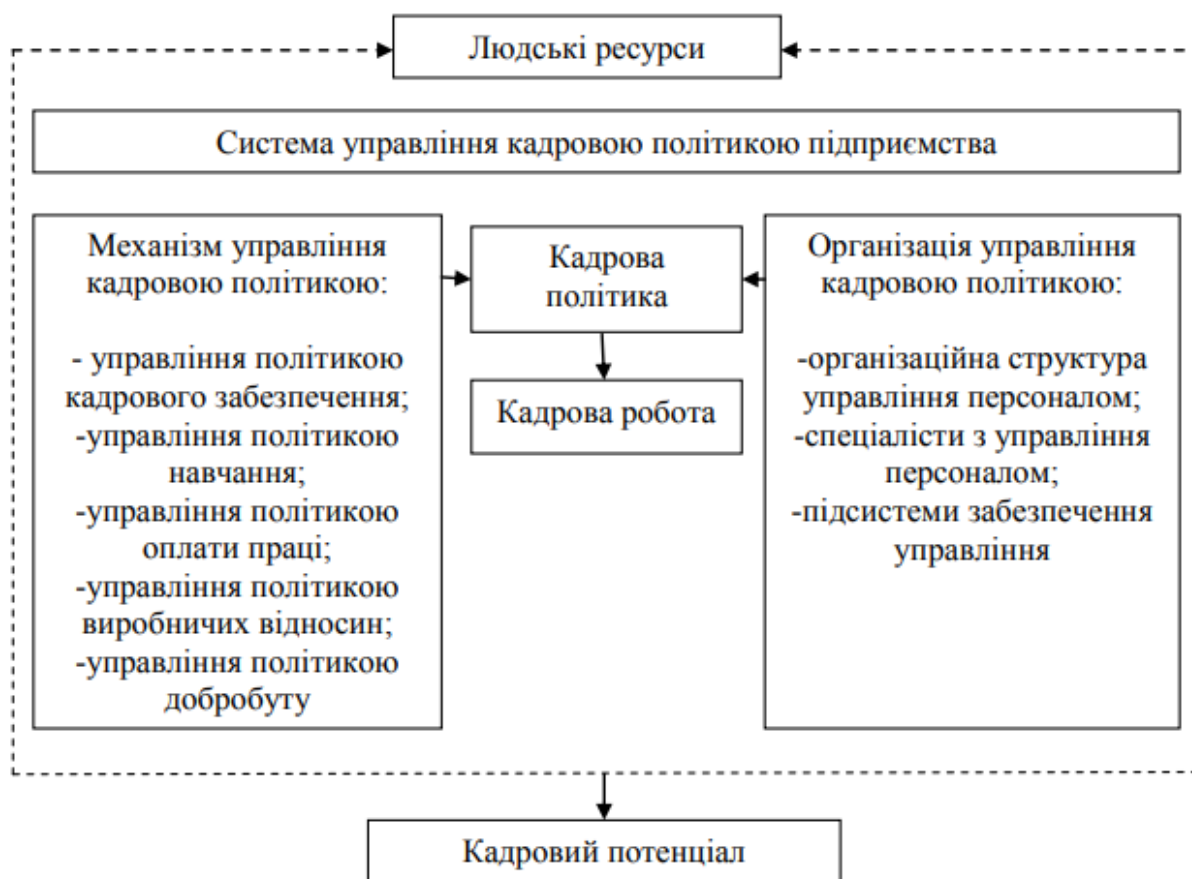 Людські ресурси
Система управління кадровою політикою підприємства
Механізм управління
кадровою політикою:
- управління політикою
кадрового забезпечення;
-управління політикою
навчання;
-управління політикою
оплати праці;
-управління політикою
виробничих відносин;
-управління політикою
добробуту
Кадрова
політика
Кадрова робота
Організація управління
кадровою політикою:
-організаційна структура
управління персоналом;
-спеціалісти з управління
персоналом;
-підсистеми забезпечення
управління
Кадровий потенціал